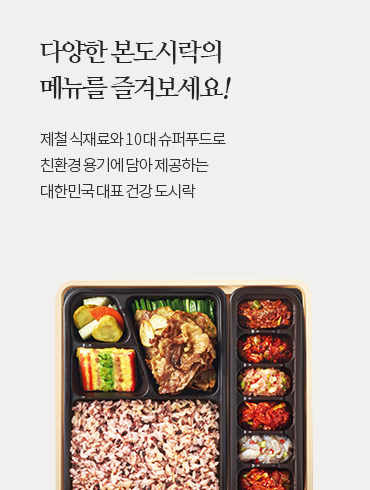 다양한 본도시락의
메뉴를 즐겨보세요!
제철 식재료와 10대 슈퍼푸드로
친환경 용기에 담아 제공하는
대한민국 대표 건강 도시락